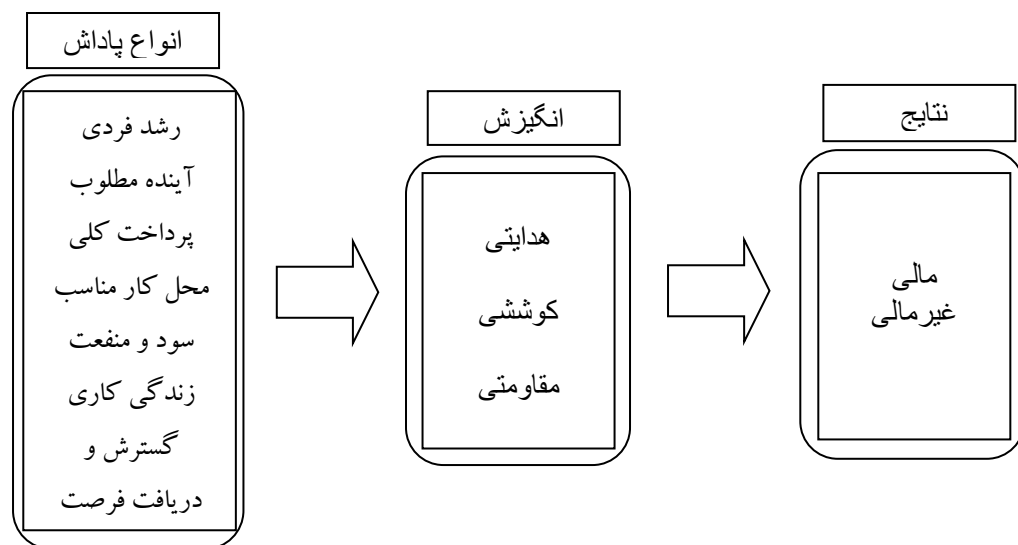 انواع پاداش
رشد فردی
آینده مطلوب
پرداخت کلی
محل کار مناسب
سود و منفعت
زندگی کاری
گسترش و
دریافت فرصت
انگیزش
هدایتی
کوششی
مقاومتی
نتایج
مالی
غیرمالی